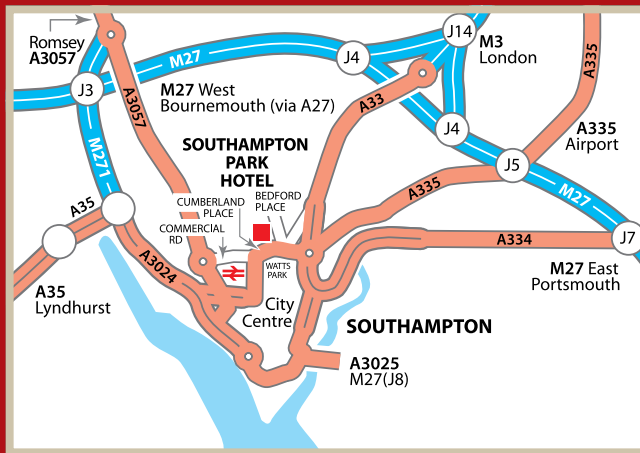 Romsey
A3057
J3
M27
M27 West
Bournemouth (via A27)
J4
J14
M3
London
A335
A33
A3057
M271
A335
Airport
J4
J5
M27
SOUTHAMPTON
PARK
HOTEL
CUMBERLAND
PLACE
BEDFORD
PLACE
COMMERCIAL
RD
A335
A35
A334
J7
M27 East
Portsmouth
WATTS
PARK
A3024
A35
Lyndhurst
City
Centre
SOUTHAMPTON
A3025
M27(J8)